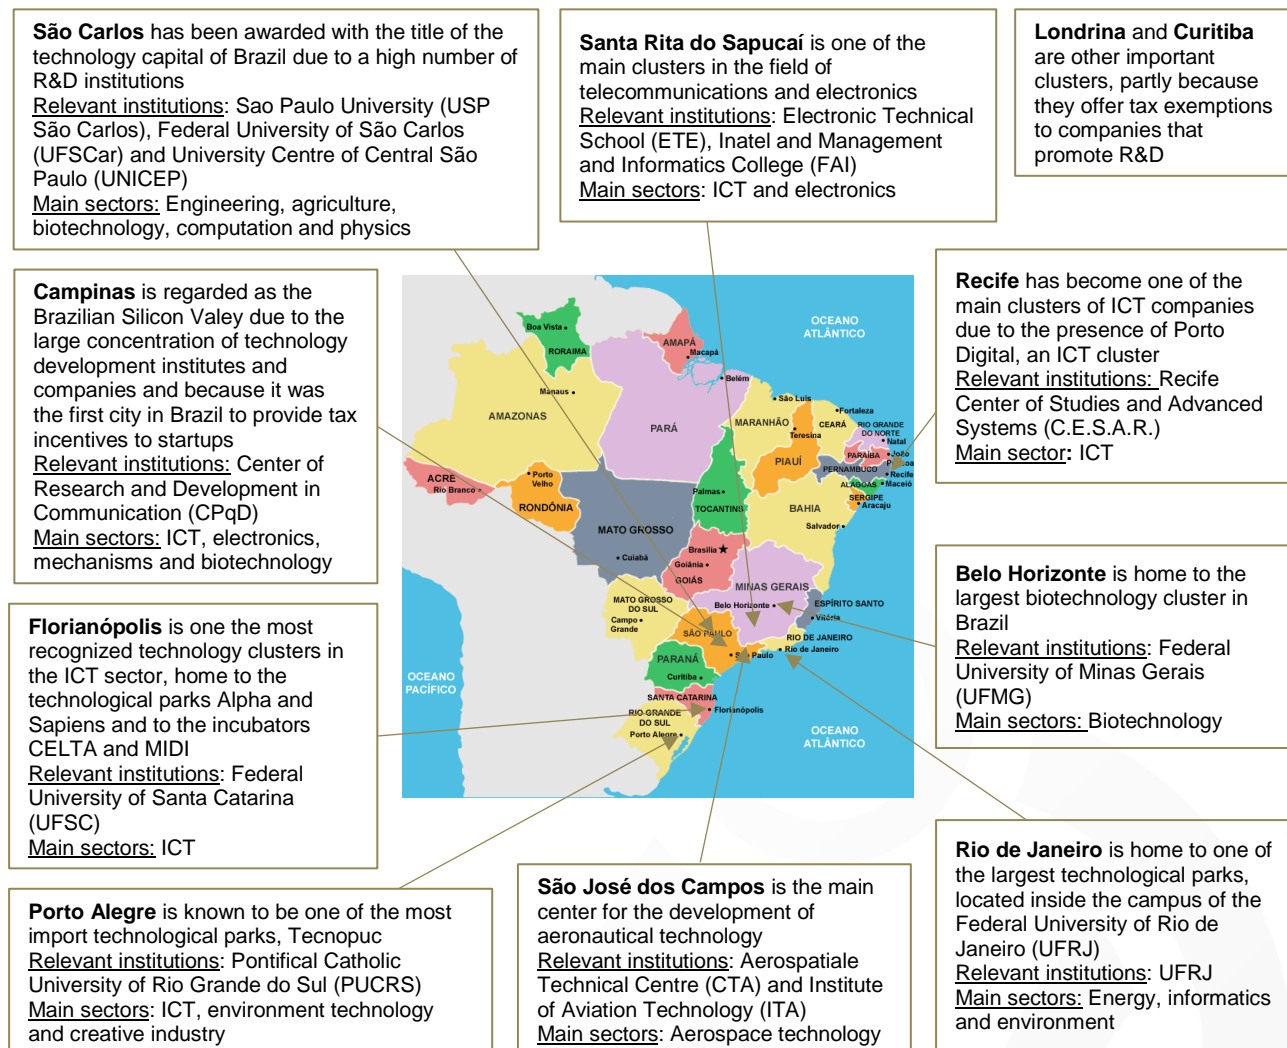 São Carlos has been awarded with the title of the
technology capital of Brazil due to a high number of
R&D institutions
Relevant institutions: Sao Paulo University (USP
São Carlos), Federal University of São Carlos
(UFSCar) and University Centre of Central São
Paulo (UNICEP)
Main sectors: Engineering, agriculture,
biotechnology, computation and physics
Santa Rita do Sapucaí is one of the
main clusters in the field of
telecommunications and electronics
Relevant institutions: Electronic Technical
School (ETE), Inatel and Management
and Informatics College (FAI)
Main sectors: ICT and electronics
Londrina and Curitiba
are other important
clusters, partly because
they offer tax exemptions
to companies that
promote R&D
Campinas is regarded as the
Brazilian Silicon Valey due to the
large concentration of technology
development institutes and
companies and because it was
the first city in Brazil to provide tax
incentives to startups
Relevant institutions: Center of
Research and Development in
Communication (CPqD)
Main sectors: ICT, electronics,
mechanisms and biotechnology
Recife has become one of the
main clusters of ICT companies
due to the presence of Porto
Digital, an ICT cluster
Relevant institutions: Recife
Center of Studies and Advanced
Systems (C.E.S.A.R.)
Main sector: ICT
Florianópolis is one the most
recognized technology clusters in
the ICT sector, home to the
technological parks Alpha and
Sapiens and to the incubators
CELTA and MIDI
Relevant institutions: Federal
University of Santa Catarina
(UFSC)
Main sectors: ICT
Belo Horizonte is home to the
largest biotechnology cluster in
Brazil
Relevant institutions: Federal
University of Minas Gerais
(UFMG)
Main sectors: Biotechnology
Porto Alegre is known to be one of the most
import technological parks, Tecnopuc
Relevant institutions: Pontifical Catholic
University of Rio Grande do Sul (PUCRS)
Main sectors: ICT, environment technology
and creative industry
São José dos Campos is the main
center for the development of
aeronautical technology
Relevant institutions: Aerospatiale
Technical Centre (CTA) and Institute
of Aviation Technology (ITA)
Main sectors: Aerospace technology
Rio de Janeiro is home to one of
the largest technological parks,
located inside the campus of the
Federal University of Rio de
Janeiro (UFRJ)
Relevant institutions: UFRJ
Main sectors: Energy, informatics
and environment
OCEANO
ATLÂNTICO
Boa Vista
RORAIMA
AMAPÁ
Macapá
Belém
Manaus
São Luis
AMAZONAS
PARÁ
MARANHÃO
Teresina
CEARÁ
Fortaleza
RIO GRANDE
DO NORTE
Natal
PARAÍBA
João
PIAUÍ
PERNAMBUCO
Recife
ACRE
Rio Branco
Porto
Velho
RONDÔNIA
Palmas
TOCANTINS
ALAGOAS
Maceió
SERGIPE
Aracaju
BAHIA
Salvador
MATO GROSSO
Cuiabá
Brasília
Goiânia
GOIÁS
MINAS GERAIS
Belo Horizonte
ESPÍRITO SANTO
Vitória
MATO GROSSO
DO SUL
Campo
Grande
SÃO PAULO
São Paulo
RIO DE JANEIRO
Rio de Janeiro
PARANÁ
Curitiba
OCEANO
PACÍFICO
SANTA CATARINA
Florianópolis
RIO GRANDE
DO SUL
Porto Alegre
OCEANO
ATLÂNTICO